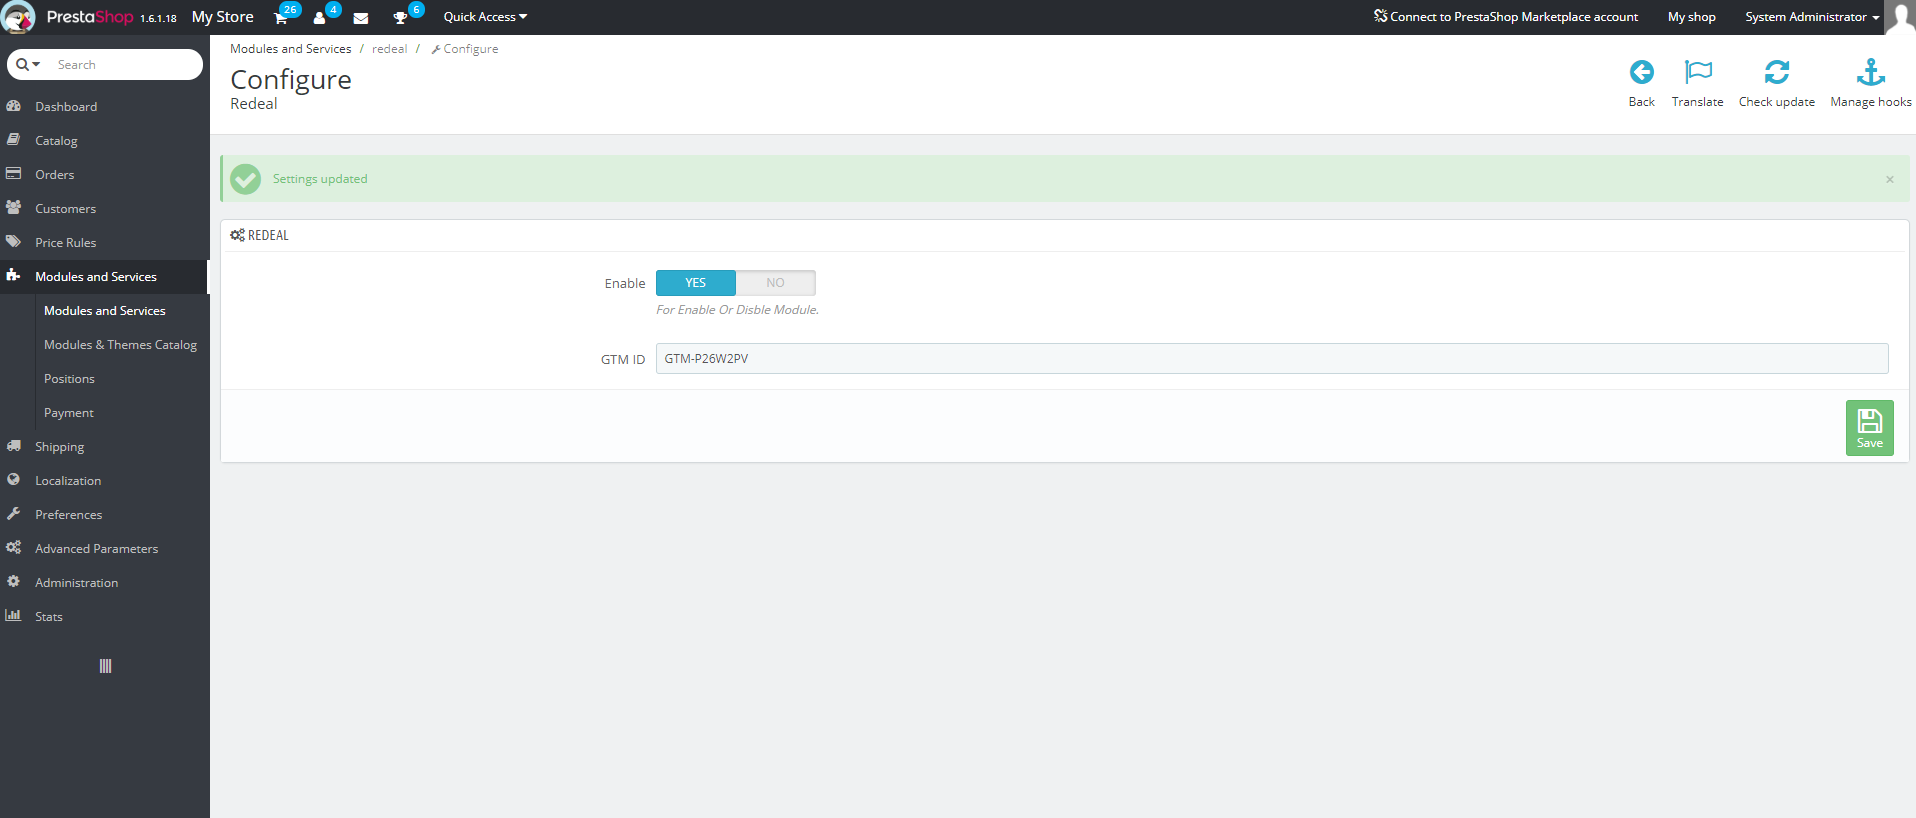 PrestaShop 1.6.1.18 My Store 26 4 6 Quick Access Connect to PrestaShop Marketplace account My shop System Administrator
Search
Dashboard
Catalog
Orders
Customers
Price Rules
Modules and Services
Modules and Services
Modules & Themes Catalog
Positions
Payment
Shipping
Localization
Preferences
Advanced Parameters
Administration
Stats
Modules and Services / redeal / Configure
Configure
Redeal
Back Translate Check update Manage hooks
Settings updated ×
REDEAL
Enable YES NO
For Enable Or Disble Module.
GTM ID GTM-P26W2PV
Save